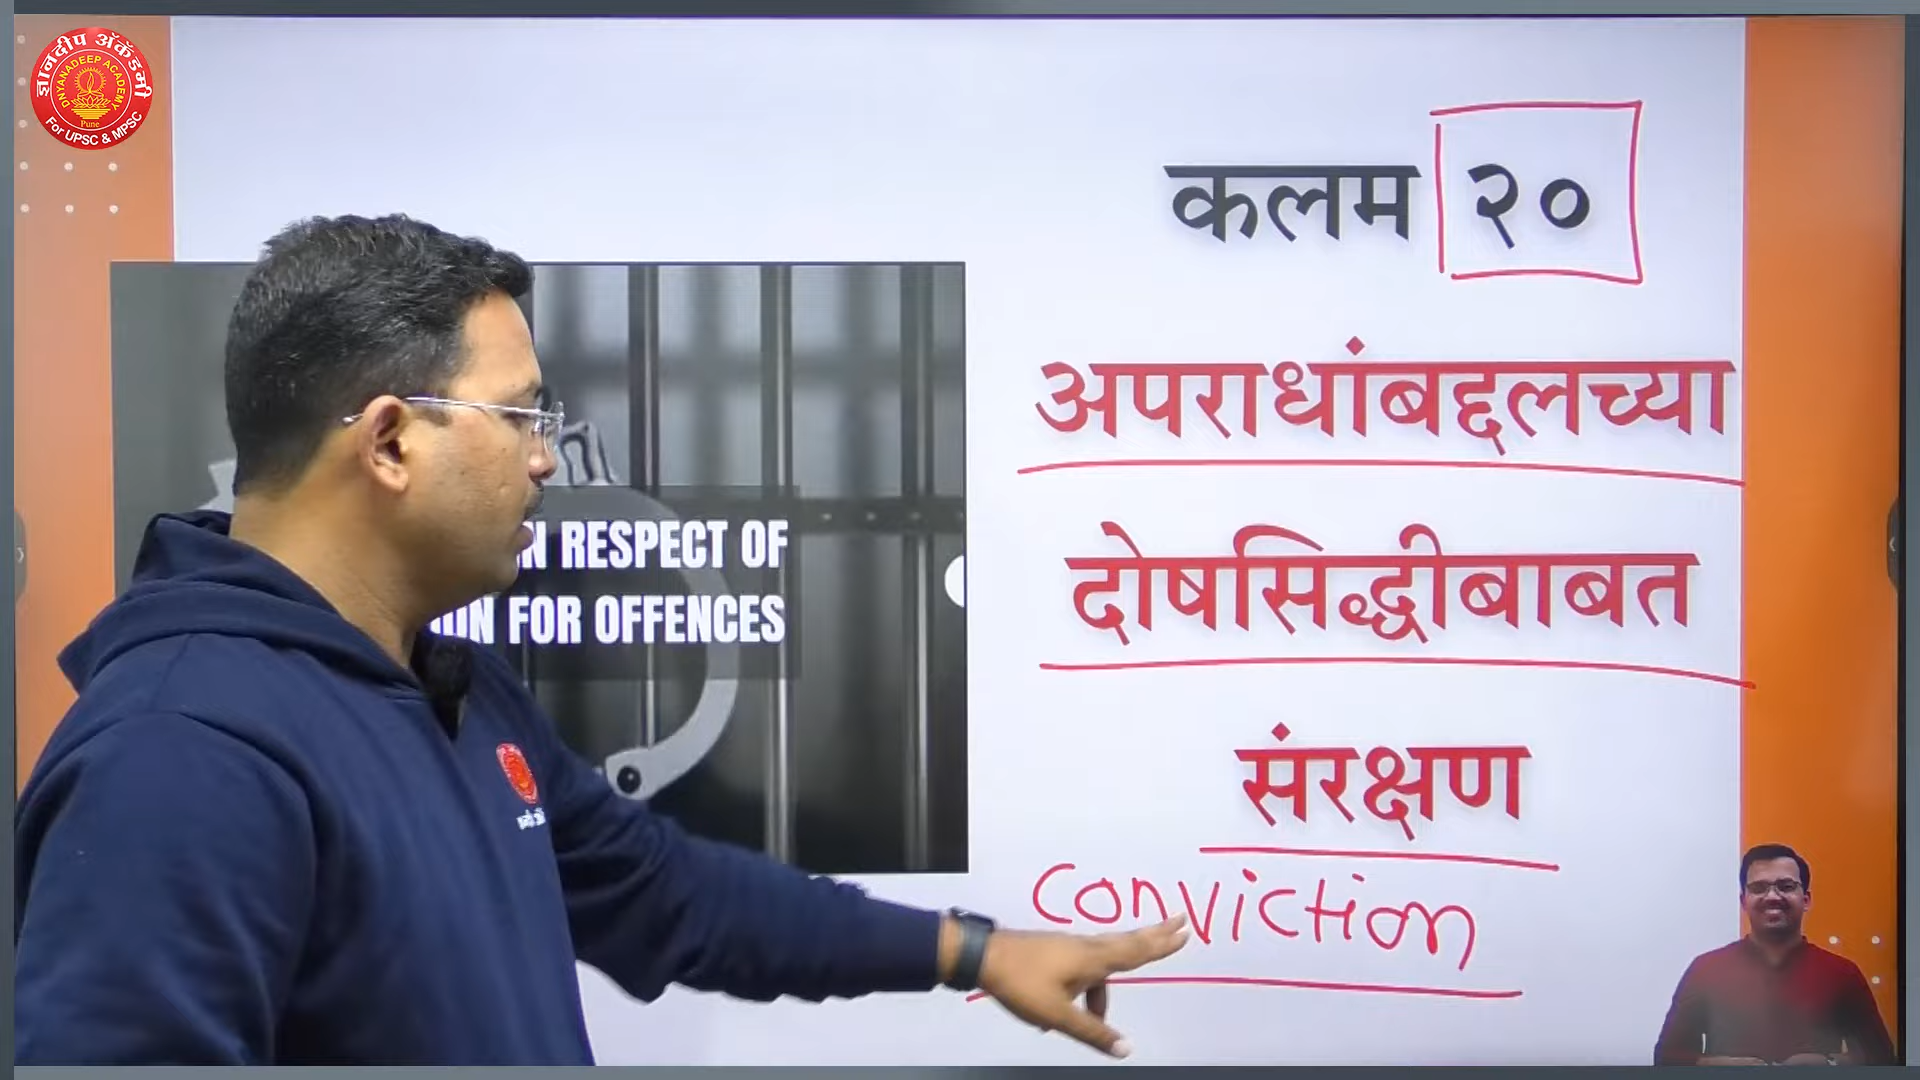 ज्ञानदीप ॲकॅडमी
DNYANADEEP ACADEMY
Pune
For UPSC & MPSC
कलम २०
अपराधांबद्दलच्या
दोषसिद्धीबाबत
संरक्षण
conviction
RESPECT OF
FOR OFFENCES